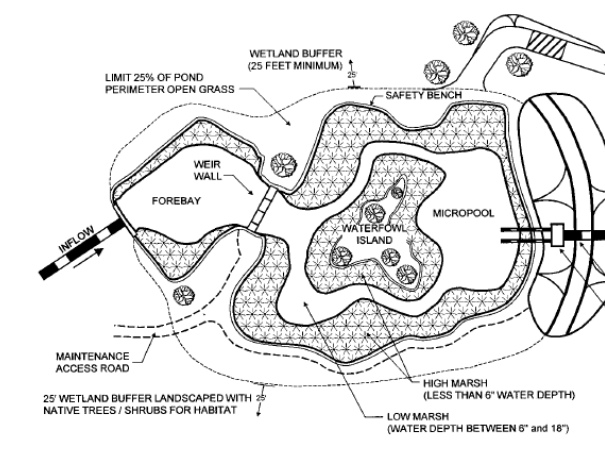 WETLAND BUFFER
(25 FEET MINIMUM)
25'
LIMIT 25% OF POND
PERIMETER OPEN GRASS
SAFETY BENCH
WEIR
WALL
FOREBAY
MICROPOOL
WATERFOWL
ISLAND
INFLOW
MAINTENANCE
ACCESS ROAD
HIGH MARSH
(LESS THAN 6" WATER DEPTH)
25' WETLAND BUFFER LANDSCAPED WITH
NATIVE TREES / SHRUBS FOR HABITAT
25'
LOW MARSH
(WATER DEPTH BETWEEN 6" and 18")